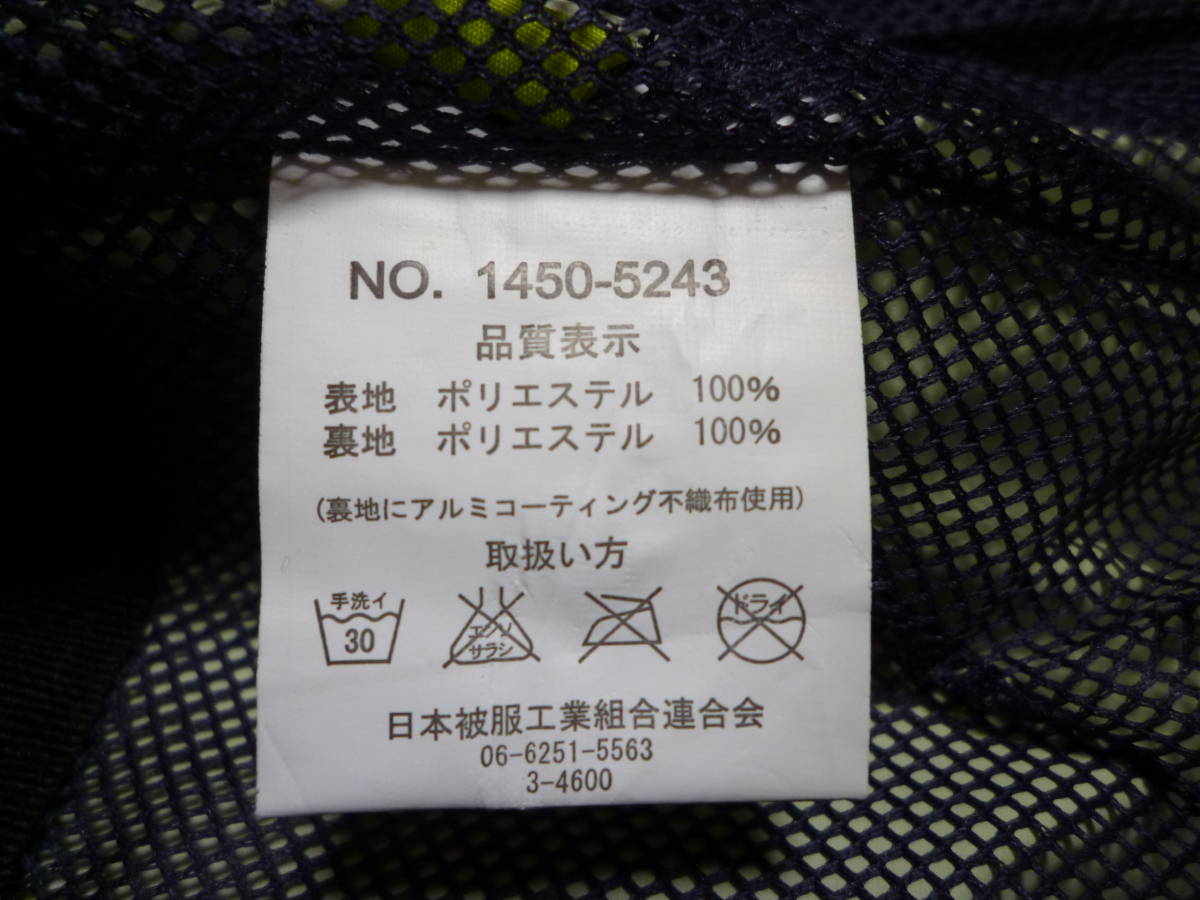 NO. 1450-5243
品質表示
表地 ポリエステル 100%
裏地 ポリエステル 100%
(裏地にアルミコーティング不織布使用)
取扱い方
手洗イ
30
エンソ
サラシ
ドライ
日本被服工業組合連合会
06-6251-5563
3-4600